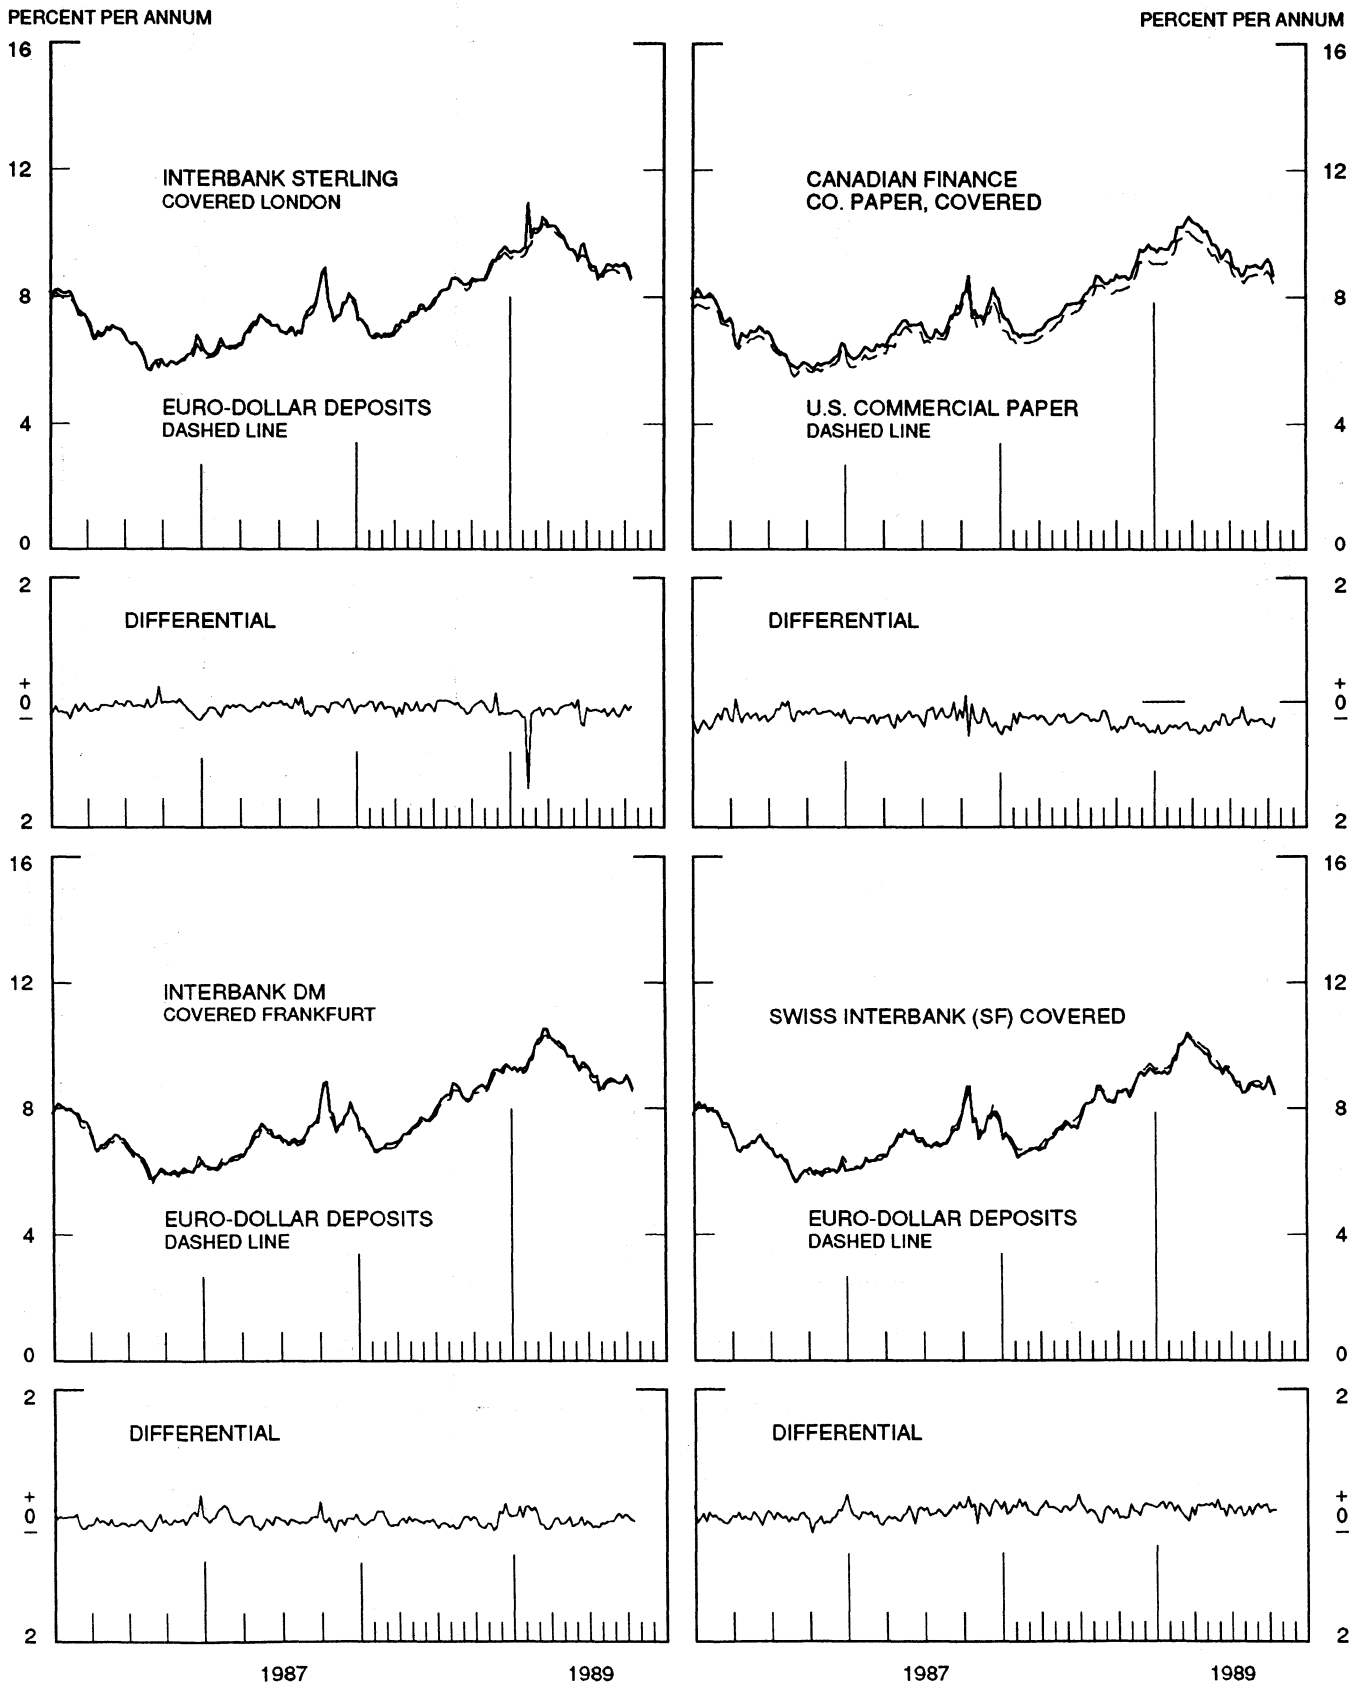 PERCENT PER ANNUM
PERCENT PER ANNUM
16
12
8
4
0
INTERBANK STERLING
COVERED LONDON
EURO-DOLLAR DEPOSITS
DASHED LINE
CANADIAN FINANCE
CO. PAPER, COVERED
U.S. COMMERCIAL PAPER
DASHED LINE
16
12
8
4
0
2
+
0
−
2
DIFFERENTIAL
DIFFERENTIAL
2
+
0
−
2
16
12
8
4
0
INTERBANK DM
COVERED FRANKFURT
EURO-DOLLAR DEPOSITS
DASHED LINE
SWISS INTERBANK (SF) COVERED
EURO-DOLLAR DEPOSITS
DASHED LINE
16
12
8
4
0
2
+
0
−
2
DIFFERENTIAL
DIFFERENTIAL
2
+
0
−
2
1987
1989
1987
1989